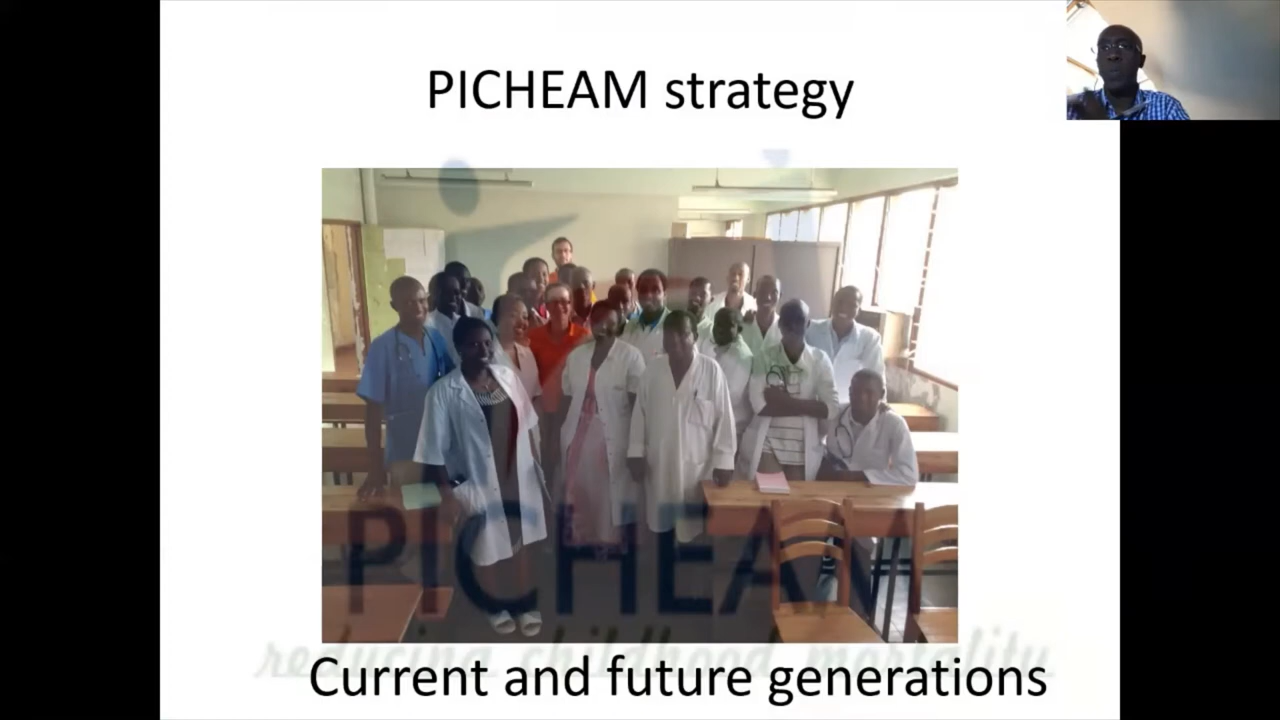 PICHEAM strategy
PICHEAM
reducing childhood mortality
Current and future generations